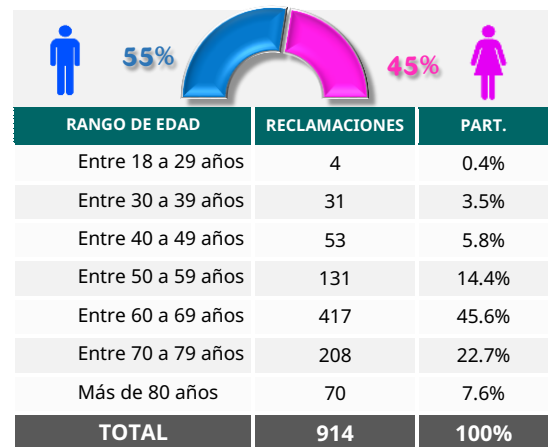 55%
45%
RANGO DE EDAD RECLAMACIONES PART.
Entre 18 a 29 años 4 0.4%
Entre 30 a 39 años 31 3.5%
Entre 40 a 49 años 53 5.8%
Entre 50 a 59 años 131 14.4%
Entre 60 a 69 años 417 45.6%
Entre 70 a 79 años 208 22.7%
Más de 80 años 70 7.6%
TOTAL 914 100%